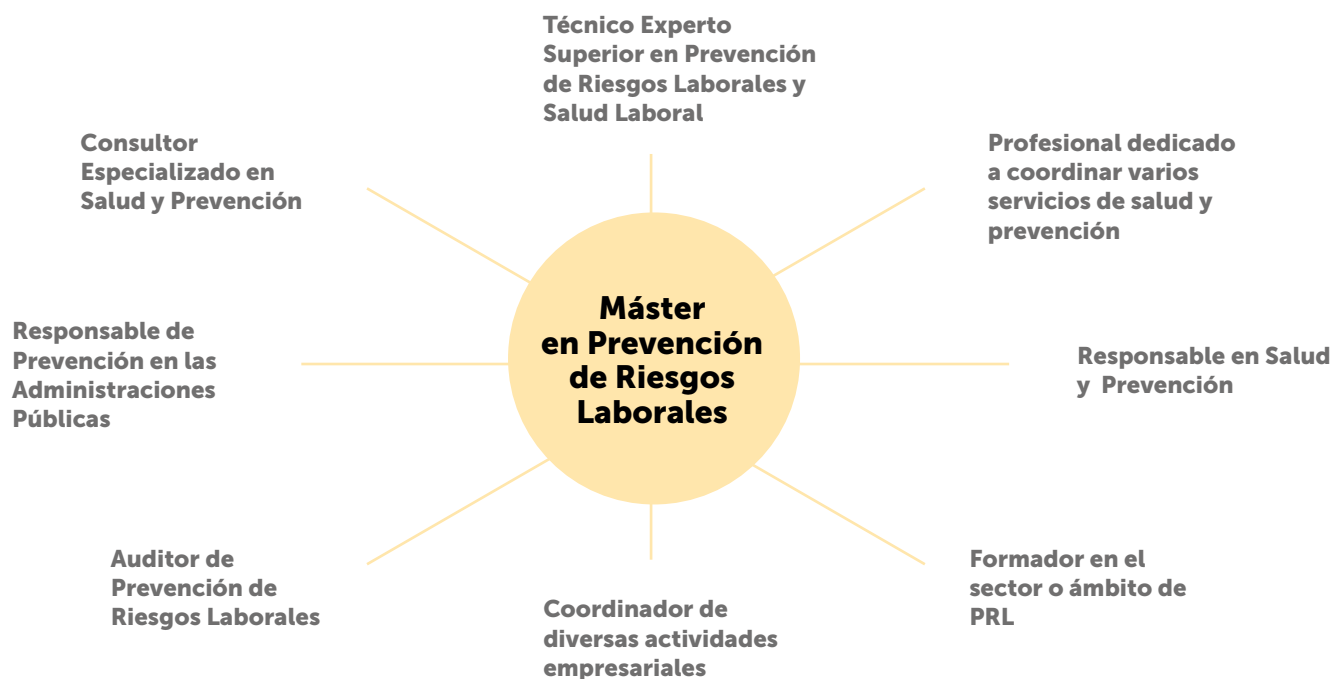 Técnico Experto
Superior en Prevención
de Riesgos Laborales y
Salud Laboral
Consultor
Especializado en
Salud y Prevención
Profesional dedicado
a coordinar varios
servicios de salud y
prevención
Responsable de
Prevención en las
Administraciones
Públicas
Máster
en Prevención
de Riesgos
Laborales
Responsable en Salud
y Prevención
Auditor de
Prevención de
Riesgos Laborales
Coordinador de
diversas actividades
empresariales
Formador en el
sector o ámbito de
PRL